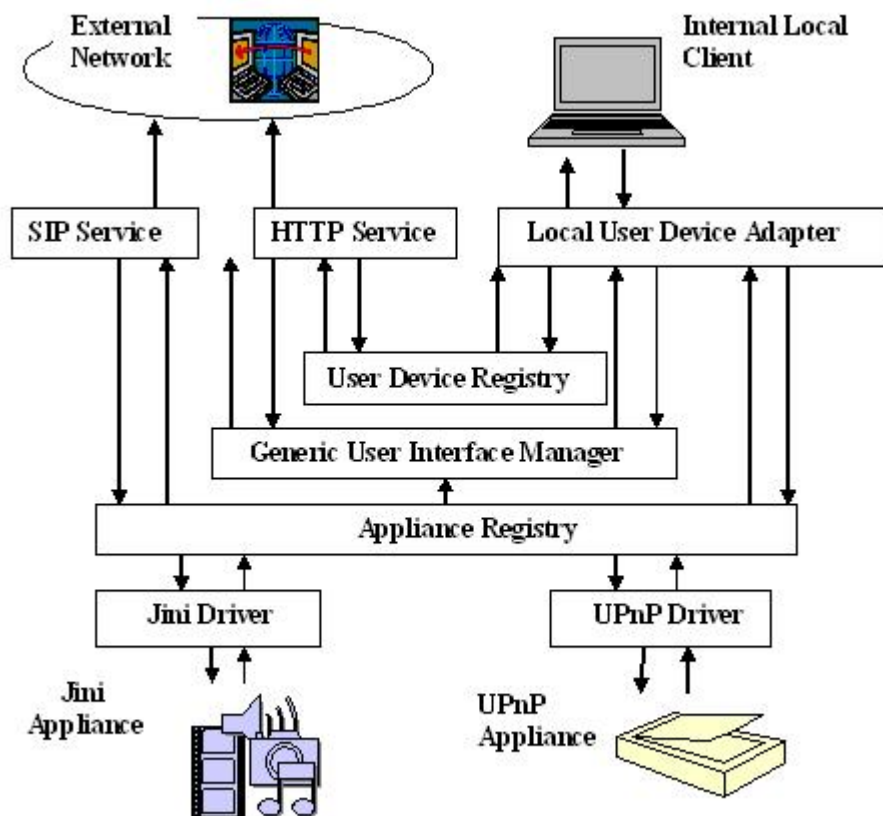 External
Network
Internal Local
Client
SIP Service
HTTP Service
Local User Device Adapter
User Device Registry
Generic User Interface Manager
Appliance Registry
Jini Driver
UPnP Driver
Jini
Appliance
UPnP
Appliance